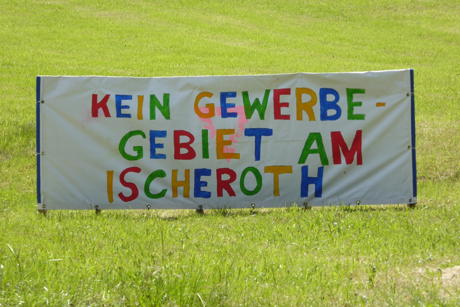 KEIN GEWERBE-
GEBIET AM
ISCHEROTH